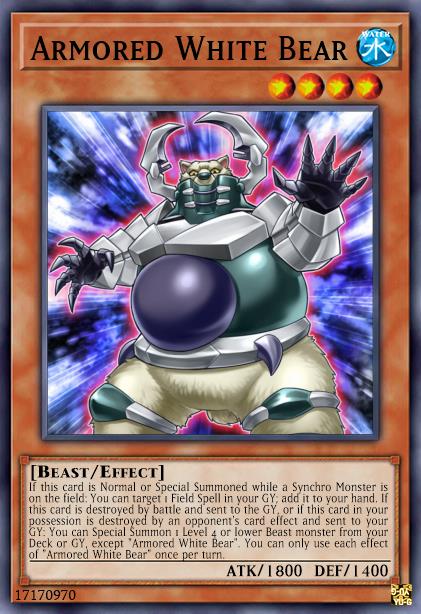 ARMORED WHITE BEAR
WATER
水
[BEAST/EFFECT]
If this card is Normal or Special Summoned while a Synchro Monster is
on the field: You can target 1 Field Spell in your GY; add it to your hand. If
this card is destroyed by battle and sent to the GY, or if this card in your
possession is destroyed by an opponent's card effect and sent to your
GY: You can Special Summon 1 Level 4 or lower Beast monster from your
Deck or GY, except "Armored White Bear". You can only use each effect
of "Armored White Bear" once per turn.
ATK/1800 DEF/1400
17170970